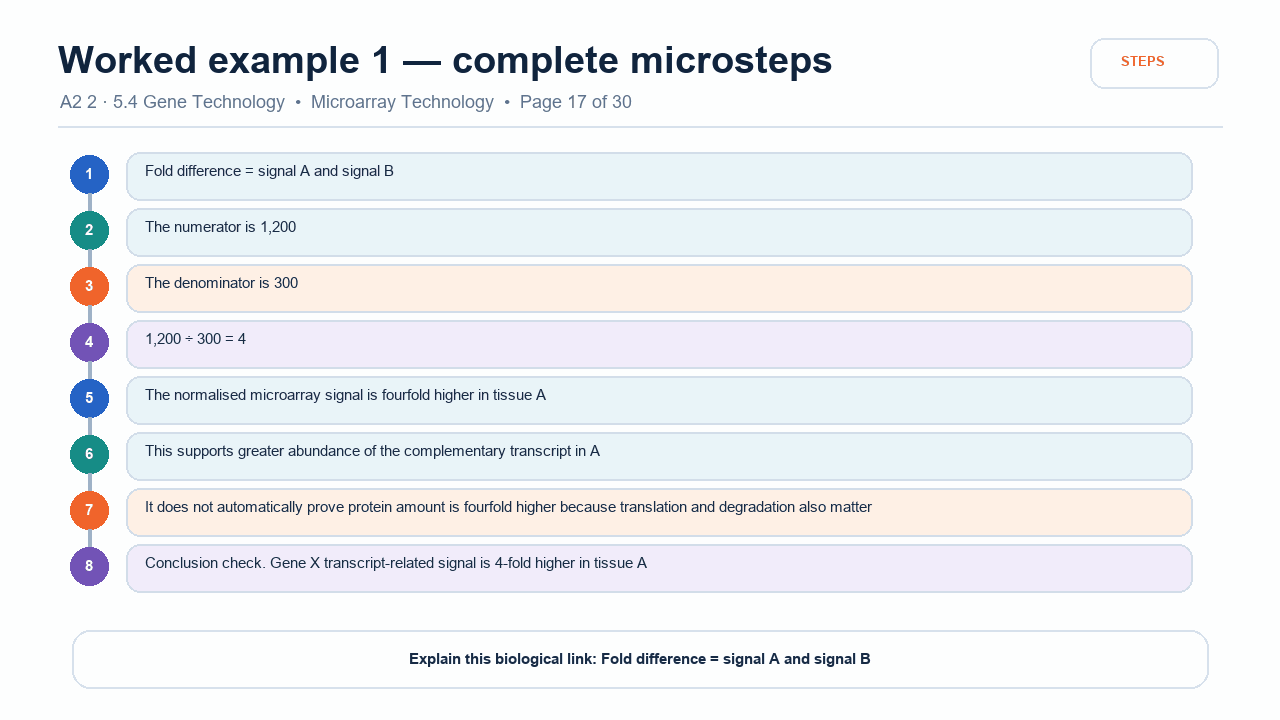 Worked example 1 — complete microsteps
STEPS
A2 2 · 5.4 Gene Technology • Microarray Technology • Page 17 of 30
1
Fold difference = signal A and signal B
2
The numerator is 1,200
3
The denominator is 300
4
1,200 ÷ 300 = 4
5
The normalised microarray signal is fourfold higher in tissue A
6
This supports greater abundance of the complementary transcript in A
7
It does not automatically prove protein amount is fourfold higher because translation and degradation also matter
8
Conclusion check. Gene X transcript-related signal is 4-fold higher in tissue A
Explain this biological link: Fold difference = signal A and signal B